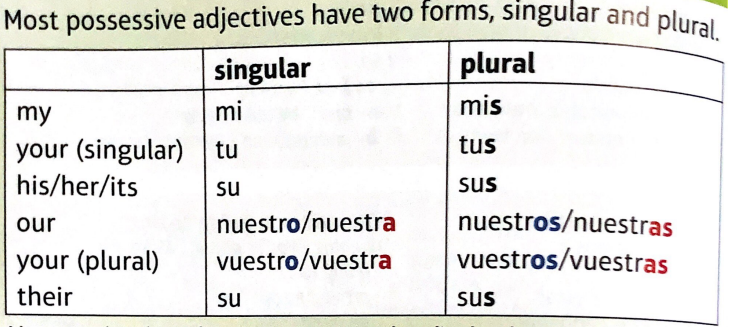 Most possessive adjectives have two forms, singular and plural.
singular plural
my mi mis
your (singular) tu tus
his/her/its su sus
our nuestro/nuestra nuestros/nuestras
your (plural) vuestro/vuestra vuestros/vuestras
their su sus